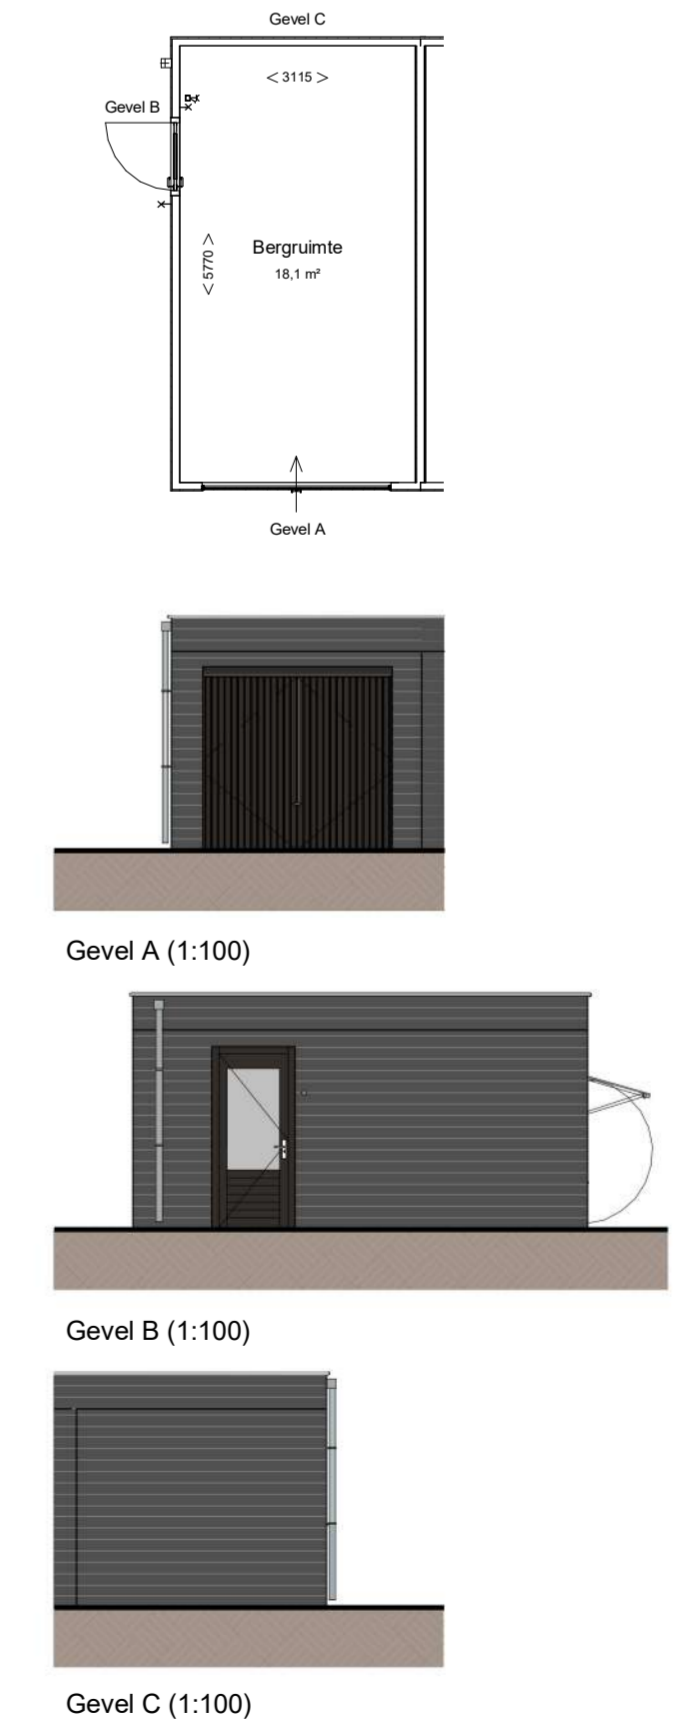 Gevel C
< 3115 >
Gevel B
< 5770 >
Bergruimte
18,1 m²
Gevel A
Gevel A (1:100)
Gevel B (1:100)
Gevel C (1:100)